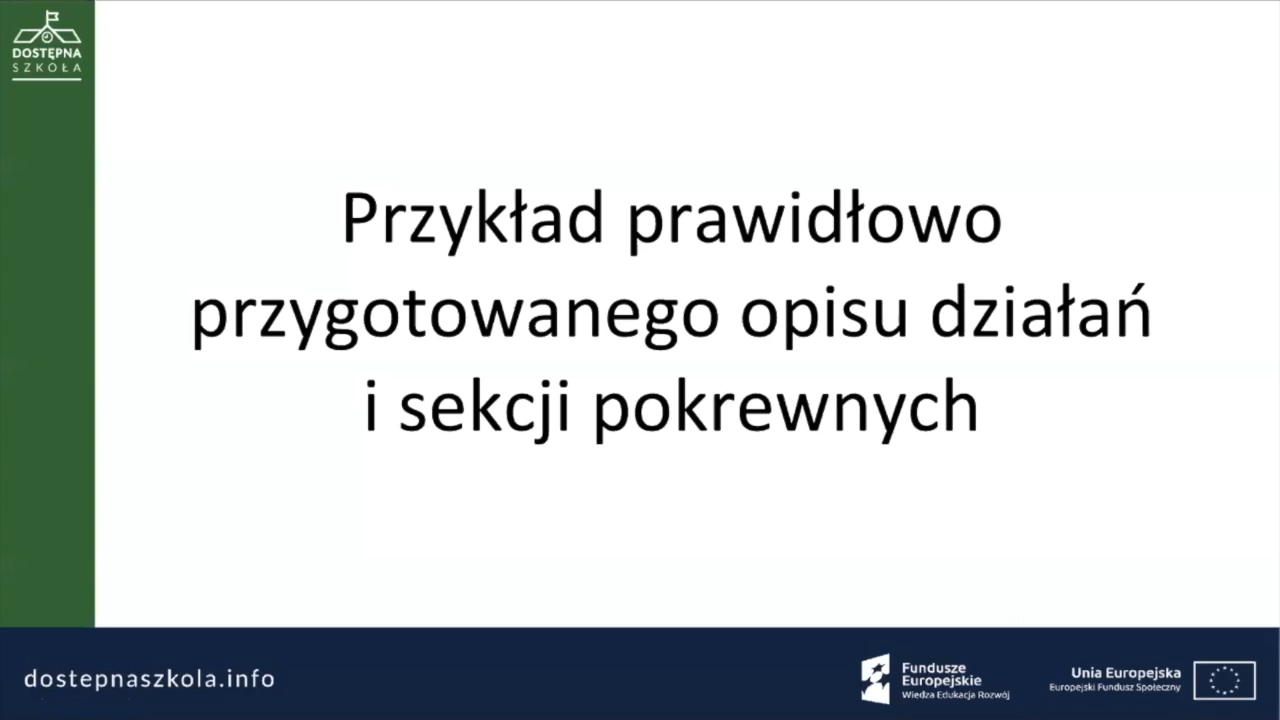 DOSTĘPNA
SZKOŁA
Przykład prawidłowo
przygotowanego opisu działań
i sekcji pokrewnych
dostepnaszkola.info
Fundusze
Europejskie
Wiedza Edukacja Rozwój
Unia Europejska
Europejski Fundusz Społeczny